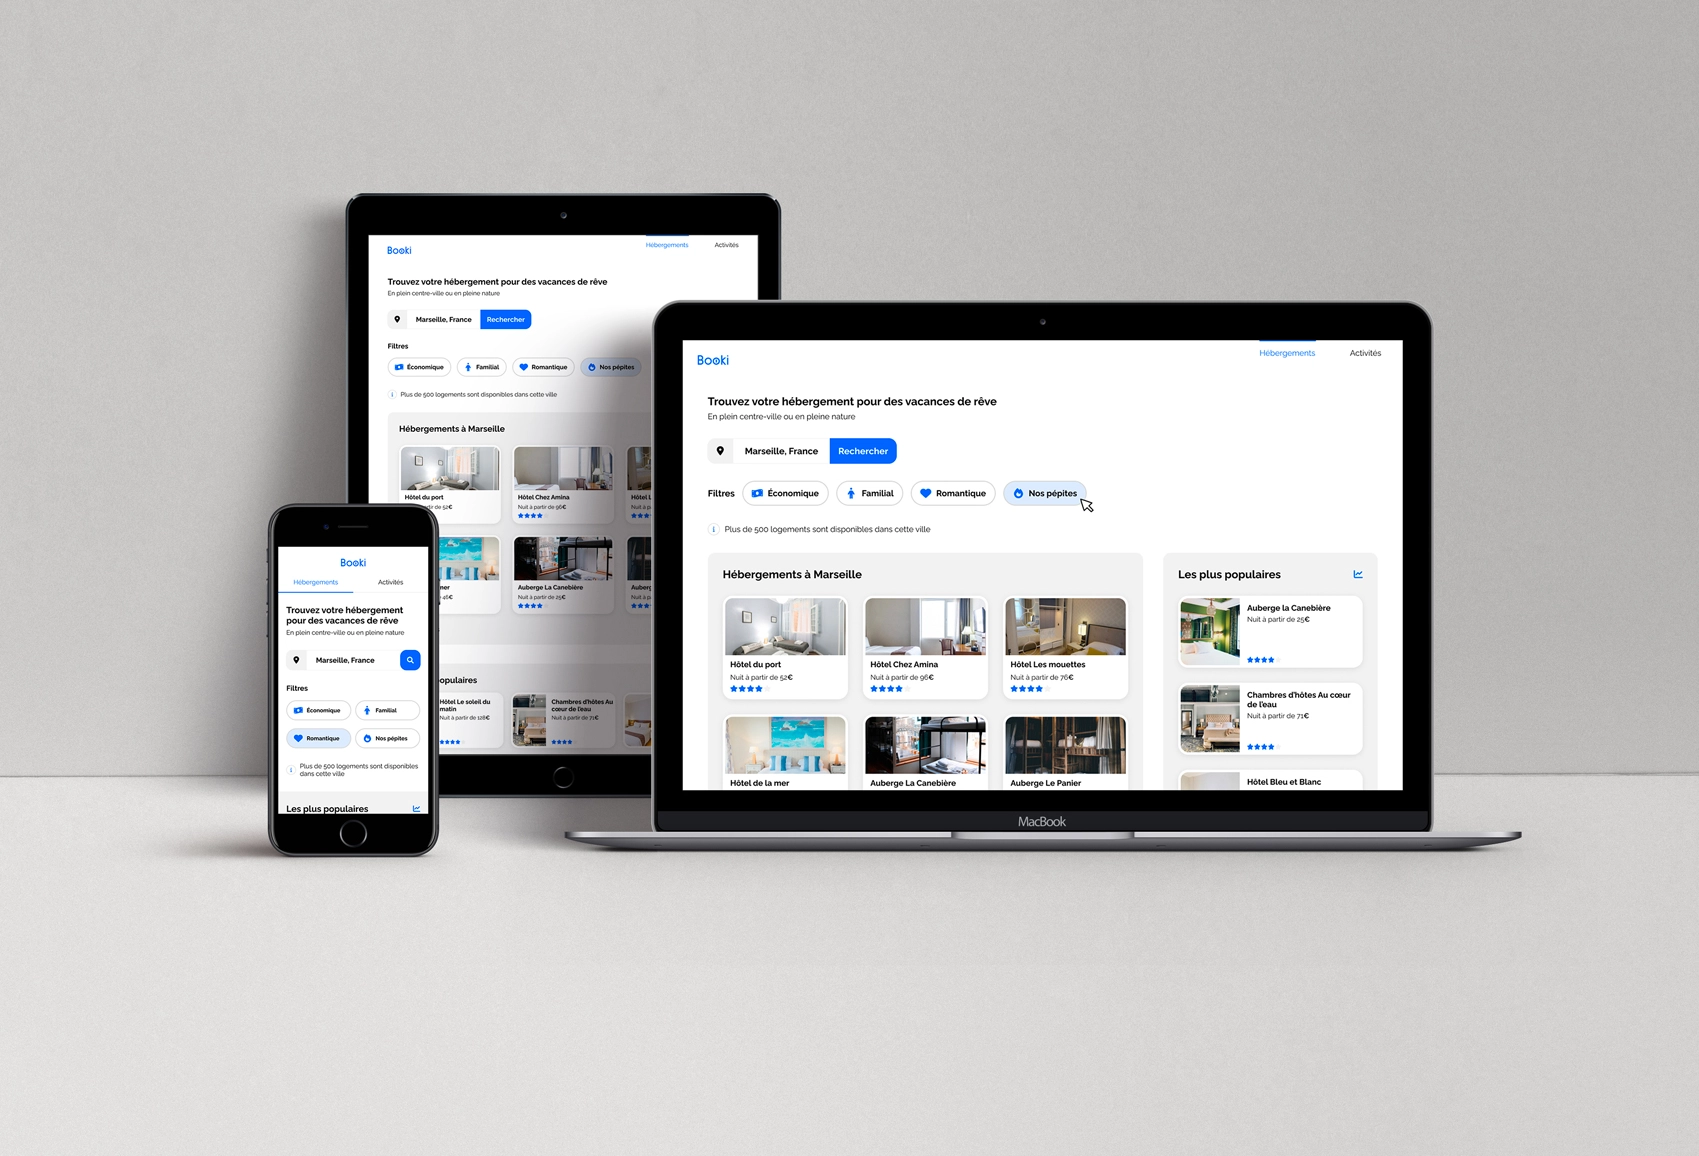 Booki
Hébergements
Activités
Trouvez votre hébergement pour des vacances de rêve
En plein centre-ville ou en pleine nature
Marseille, France
Rechercher
Filtres
Économique
Familial
Romantique
Nos pépites
Plus de 500 logements sont disponibles dans cette ville
Hébergements à Marseille
Hôtel du port
rtir de 52€
Hôtel Chez Amina
Nuit à partir de 96€
Hôtel L
Nuit à p
mer
46€
Auberge La Canebière
Nuit à partir de 25€
Auberg
Nuit à p
opulaires
Hôtel Le soleil du
matin
Nuit à partir de 128€
Chambres d'hôtes Au
cœur de l'eau
Nuit à partir de 71€
Booki
Hébergements
Activités
Trouvez votre hébergement
pour des vacances de rêve
En plein centre-ville ou en pleine nature
Marseille, France
Filtres
Économique
Familial
Romantique
Nos pépites
Plus de 500 logements sont disponibles
dans cette ville
Les plus populaires
Booki
Hébergements
Activités
Trouvez votre hébergement pour des vacances de rêve
En plein centre-ville ou en pleine nature
Marseille, France
Rechercher
Filtres
Économique
Familial
Romantique
Nos pépites
Plus de 500 logements sont disponibles dans cette ville
Hébergements à Marseille
Hôtel du port
Nuit à partir de 52€
Hôtel Chez Amina
Nuit à partir de 96€
Hôtel Les mouettes
Nuit à partir de 76€
Hôtel de la mer
Auberge La Canebière
Auberge Le Panier
Les plus populaires
Auberge la Canebière
Nuit à partir de 25€
Chambres d'hôtes Au cœur
de l'eau
Nuit à partir de 71€
Hôtel Bleu et Blanc
MacBook